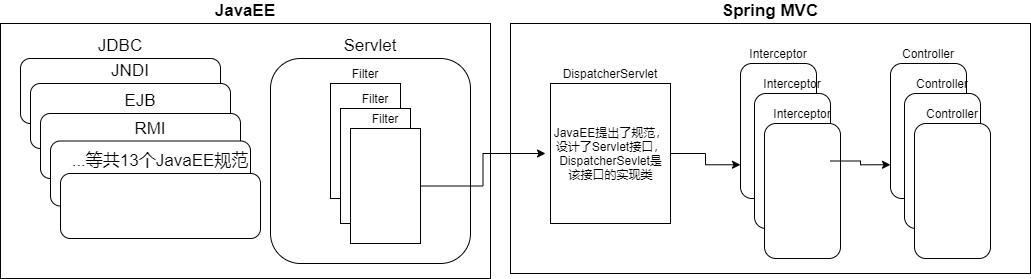 JavaEE
JDBC
JNDI
EJB
RMI
...等共13个JavaEE规范
Servlet
Filter
Filter
Filter
Spring MVC
DispatcherServlet
JavaEE提出了规范，
设计了Servlet接口，
DispatcherSevlet是
该接口的实现类
Interceptor
Interceptor
Interceptor
Controller
Controller
Controller